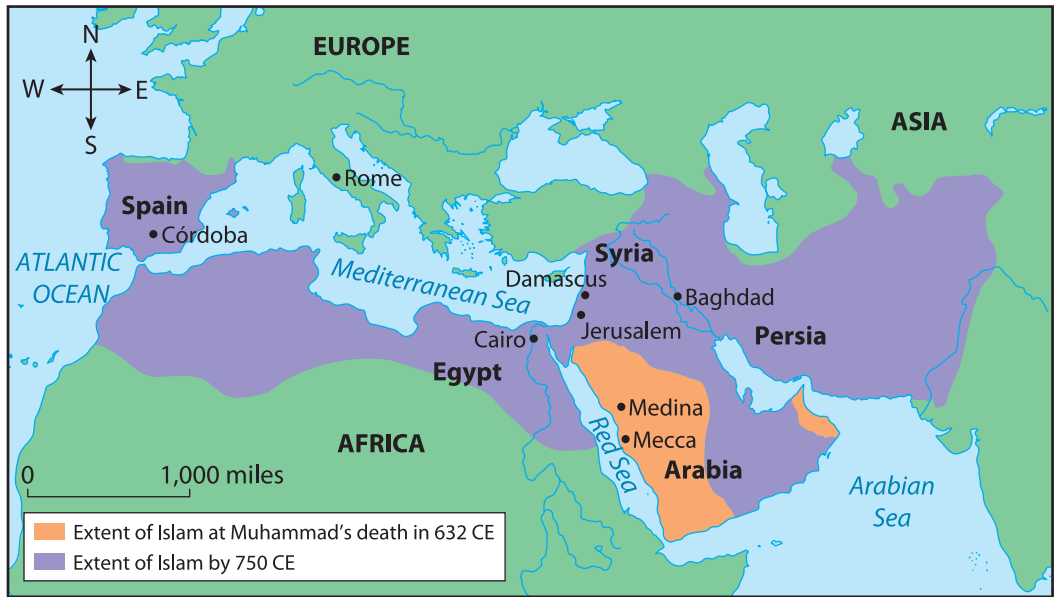 N
W
E
S
EUROPE
ASIA
Rome
Spain
Córdoba
ATLANTIC
OCEAN
Mediterranean Sea
Syria
Damascus
Baghdad
Jerusalem
Cairo
Persia
Egypt
Medina
Mecca
Red Sea
Arabia
AFRICA
Arabian
Sea
0
1,000 miles
Extent of Islam at Muhammad’s death in 632 CE
Extent of Islam by 750 CE